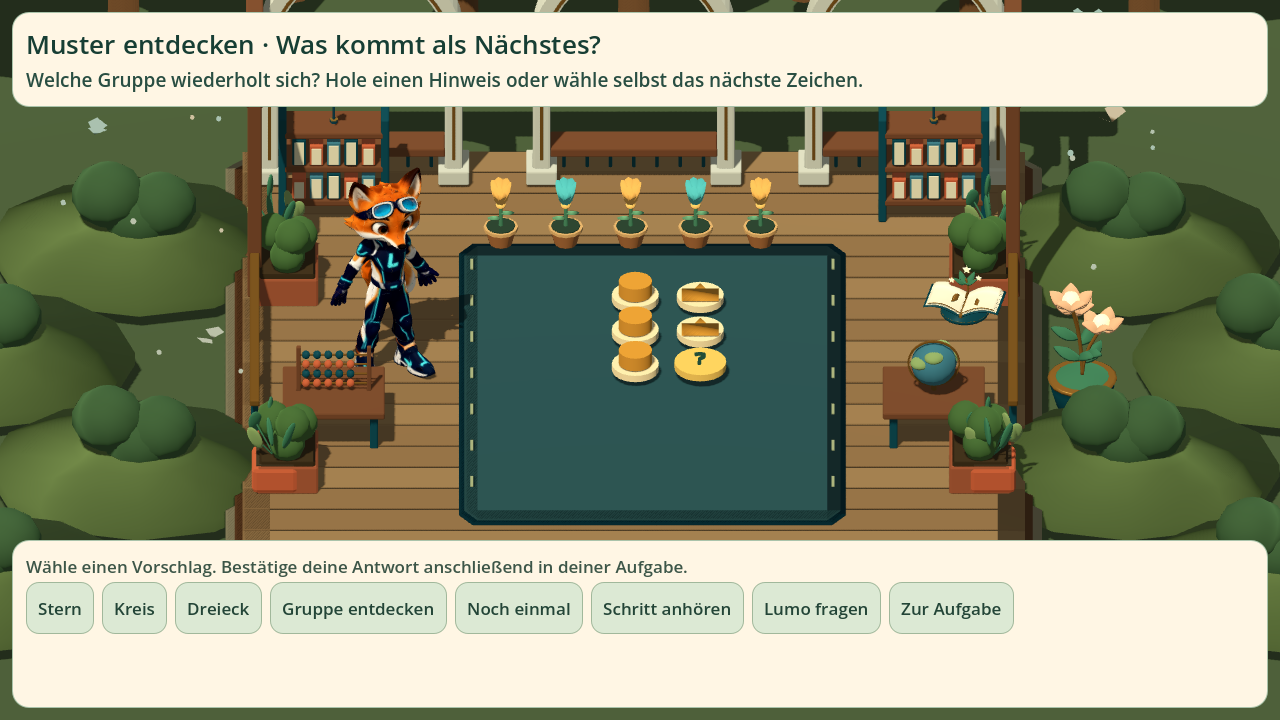 Muster entdecken · Was kommt als Nächstes?
Welche Gruppe wiederholt sich? Hole einen Hinweis oder wähle selbst das nächste Zeichen.
?
Wähle einen Vorschlag. Bestätige deine Antwort anschließend in deiner Aufgabe.
Stern Kreis Dreieck Gruppe entdecken Noch einmal Schritt anhören Lumo fragen Zur Aufgabe